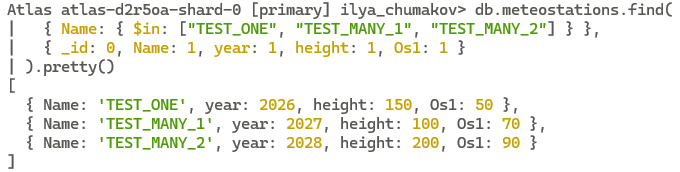 Atlas atlas-d2r5oa-shard-0 [primary] ilya_chumakov> db.meteostations.find(
|   { Name: { $in: ["TEST_ONE", "TEST_MANY_1", "TEST_MANY_2"] } },
|   { _id: 0, Name: 1, year: 1, height: 1, Os1: 1 }
| ).pretty()
[
  { Name: 'TEST_ONE', year: 2026, height: 150, Os1: 50 },
  { Name: 'TEST_MANY_1', year: 2027, height: 100, Os1: 70 },
  { Name: 'TEST_MANY_2', year: 2028, height: 200, Os1: 90 }
]